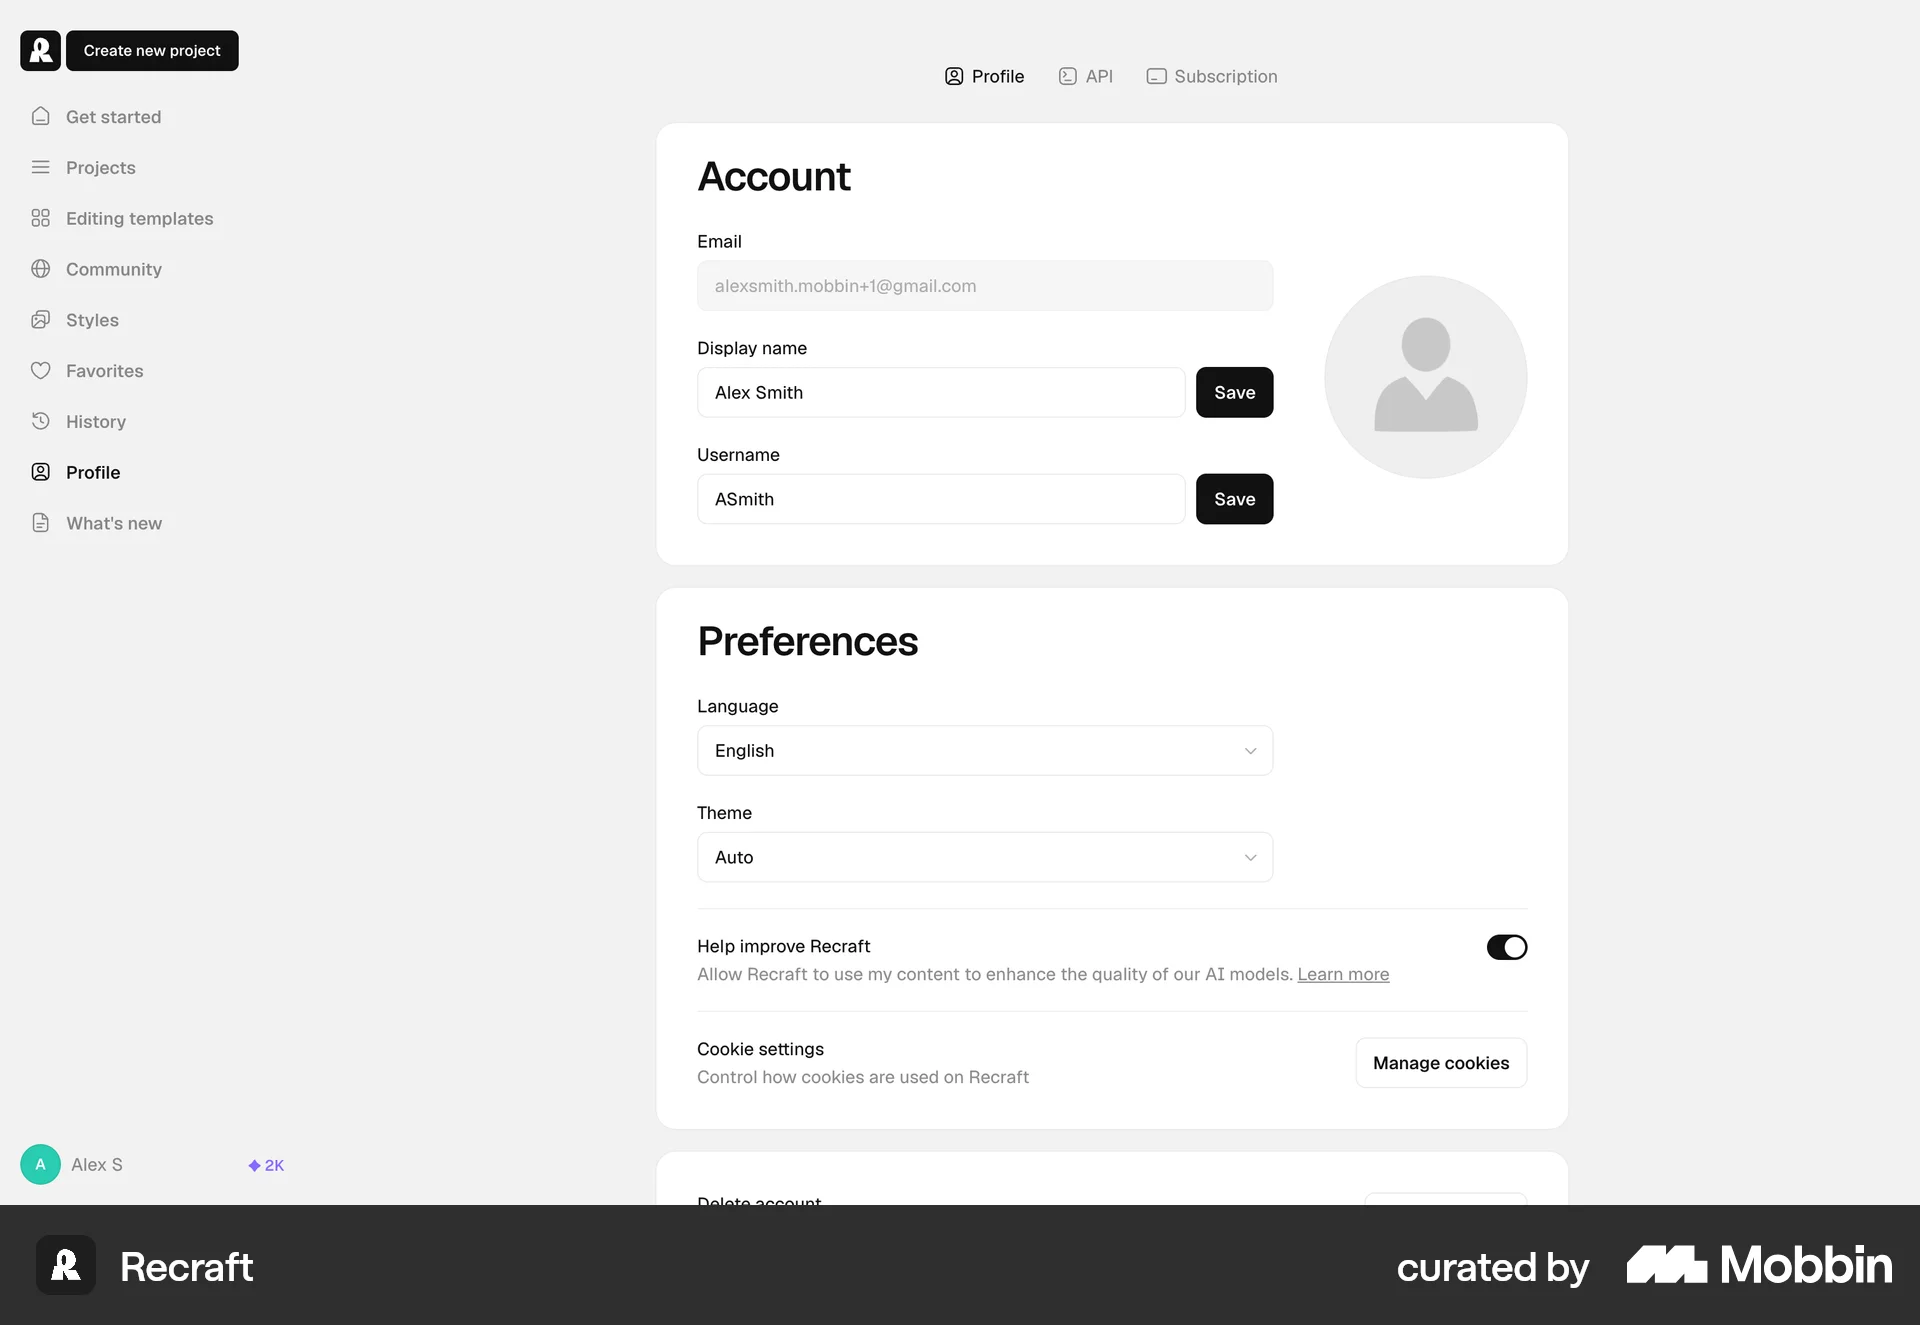 Create new project
Get started
Projects
Editing templates
Community
Styles
Favorites
History
Profile
What's new
A
Alex S
2K
Profile
API
Subscription
Account
Email
alexsmith.mobbin+1@gmail.com
Display name
Alex Smith
Save
Username
ASmith
Save
Preferences
Language
English
Theme
Auto
Help improve Recraft
Allow Recraft to use my content to enhance the quality of our AI models. Learn more
Cookie settings
Control how cookies are used on Recraft
Manage cookies
Delete account
Recraft
curated by
Mobbin